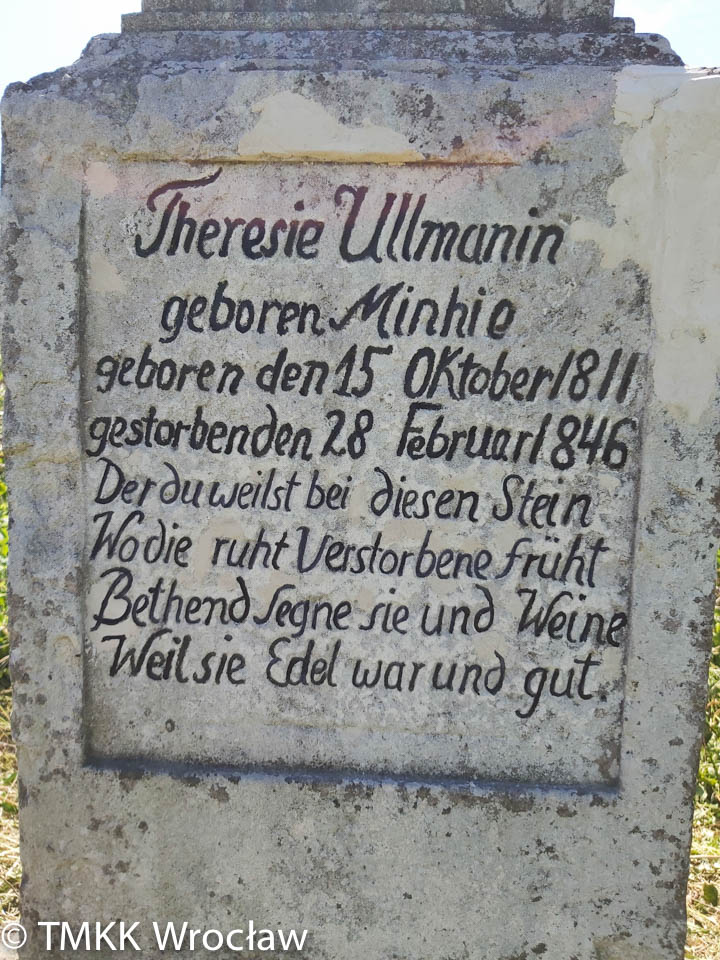 Theresie Ullmanin
geboren Minhie
geboren den 15 Oktober 1811
gestorben den 28 Februar 1846
Der du weilst bei diesen Stein
Wo die ruht Verstorbene früht
Bethend segne sie und Weine
Weil sie Edel war und gut.
© TMKK Wrocław